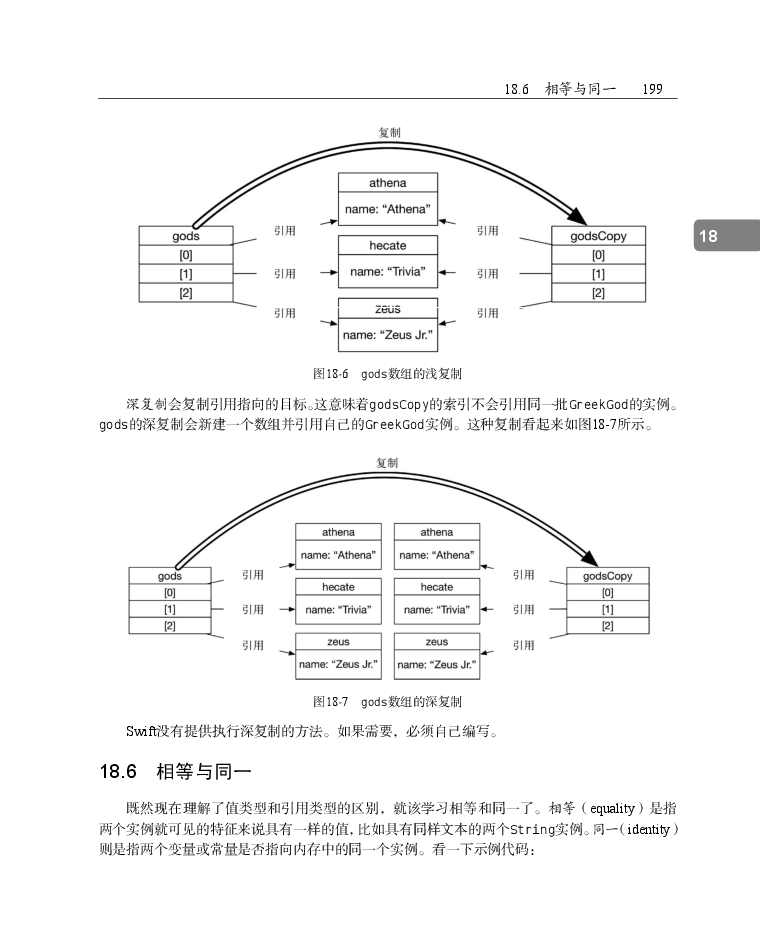 18.6 相等与同一 199
18
复制
athena
name: “Athena”
gods
[0]
[1]
[2]
引用
引用
引用
hecate
name: “Trivia”
zeus
name: “Zeus Jr.”
引用
引用
引用
godsCopy
[0]
[1]
[2]
图18-6 gods数组的浅复制
深复制会复制引用指向的目标。这意味着godsCopy的索引不会引用同一批GreekGod的实例。
gods的深复制会新建一个数组并引用自己的GreekGod实例。这种复制看起来如图18-7所示。
复制
gods
[0]
[1]
[2]
引用
引用
引用
athena
name: “Athena”
hecate
name: “Trivia”
zeus
name: “Zeus Jr.”
athena
name: “Athena”
hecate
name: “Trivia”
zeus
name: “Zeus Jr.”
引用
引用
引用
godsCopy
[0]
[1]
[2]
图18-7 gods数组的深复制
Swift没有提供执行深复制的方法。如果需要，必须自己编写。
18.6 相等与同一
既然现在理解了值类型和引用类型的区别，就该学习相等和同一了。相等（equality）是指
两个实例就可见的特征来说具有一样的值，比如具有同样文本的两个String实例。同一（identity）
则是指两个变量或常量是否指向内存中的同一个实例。看一下示例代码：